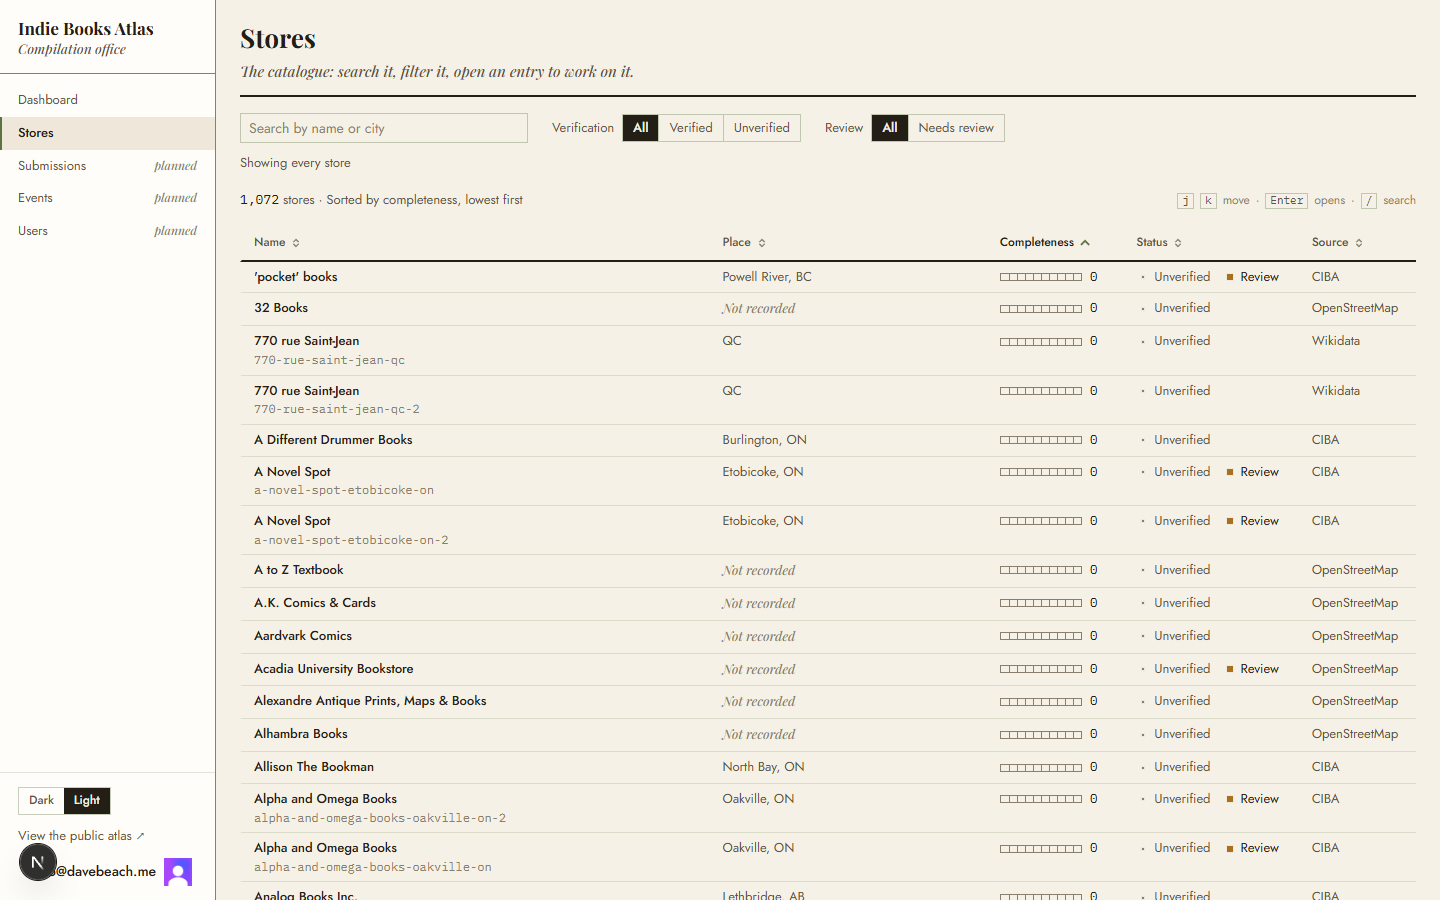 Indie Books Atlas
Compilation office
Dashboard
Stores
Submissions planned
Events planned
Users planned
Dark Light
View the public atlas ↗
N @davebeach.me
Stores
The catalogue: search it, filter it, open an entry to work on it.
Search by name or city Verification All Verified Unverified Review All Needs review
Showing every store
1,072 stores · Sorted by completeness, lowest first j k move · Enter opens · / search
Name Place Completeness Status Source
'pocket' books Powell River, BC 0 · Unverified Review CIBA
32 Books Not recorded 0 · Unverified OpenStreetMap
770 rue Saint-Jean QC 0 · Unverified Wikidata
770-rue-saint-jean-qc
770 rue Saint-Jean QC 0 · Unverified Wikidata
770-rue-saint-jean-qc-2
A Different Drummer Books Burlington, ON 0 · Unverified CIBA
A Novel Spot Etobicoke, ON 0 · Unverified Review CIBA
a-novel-spot-etobicoke-on
A Novel Spot Etobicoke, ON 0 · Unverified Review CIBA
a-novel-spot-etobicoke-on-2
A to Z Textbook Not recorded 0 · Unverified OpenStreetMap
A.K. Comics & Cards Not recorded 0 · Unverified OpenStreetMap
Aardvark Comics Not recorded 0 · Unverified OpenStreetMap
Acadia University Bookstore Not recorded 0 · Unverified Review OpenStreetMap
Alexandre Antique Prints, Maps & Books Not recorded 0 · Unverified OpenStreetMap
Alhambra Books Not recorded 0 · Unverified OpenStreetMap
Allison The Bookman North Bay, ON 0 · Unverified CIBA
Alpha and Omega Books Oakville, ON 0 · Unverified Review CIBA
alpha-and-omega-books-oakville-on-2
Alpha and Omega Books Oakville, ON 0 · Unverified Review CIBA
alpha-and-omega-books-oakville-on
Analog Books Inc. Lethbridge, AB 0 · Unverified CIBA